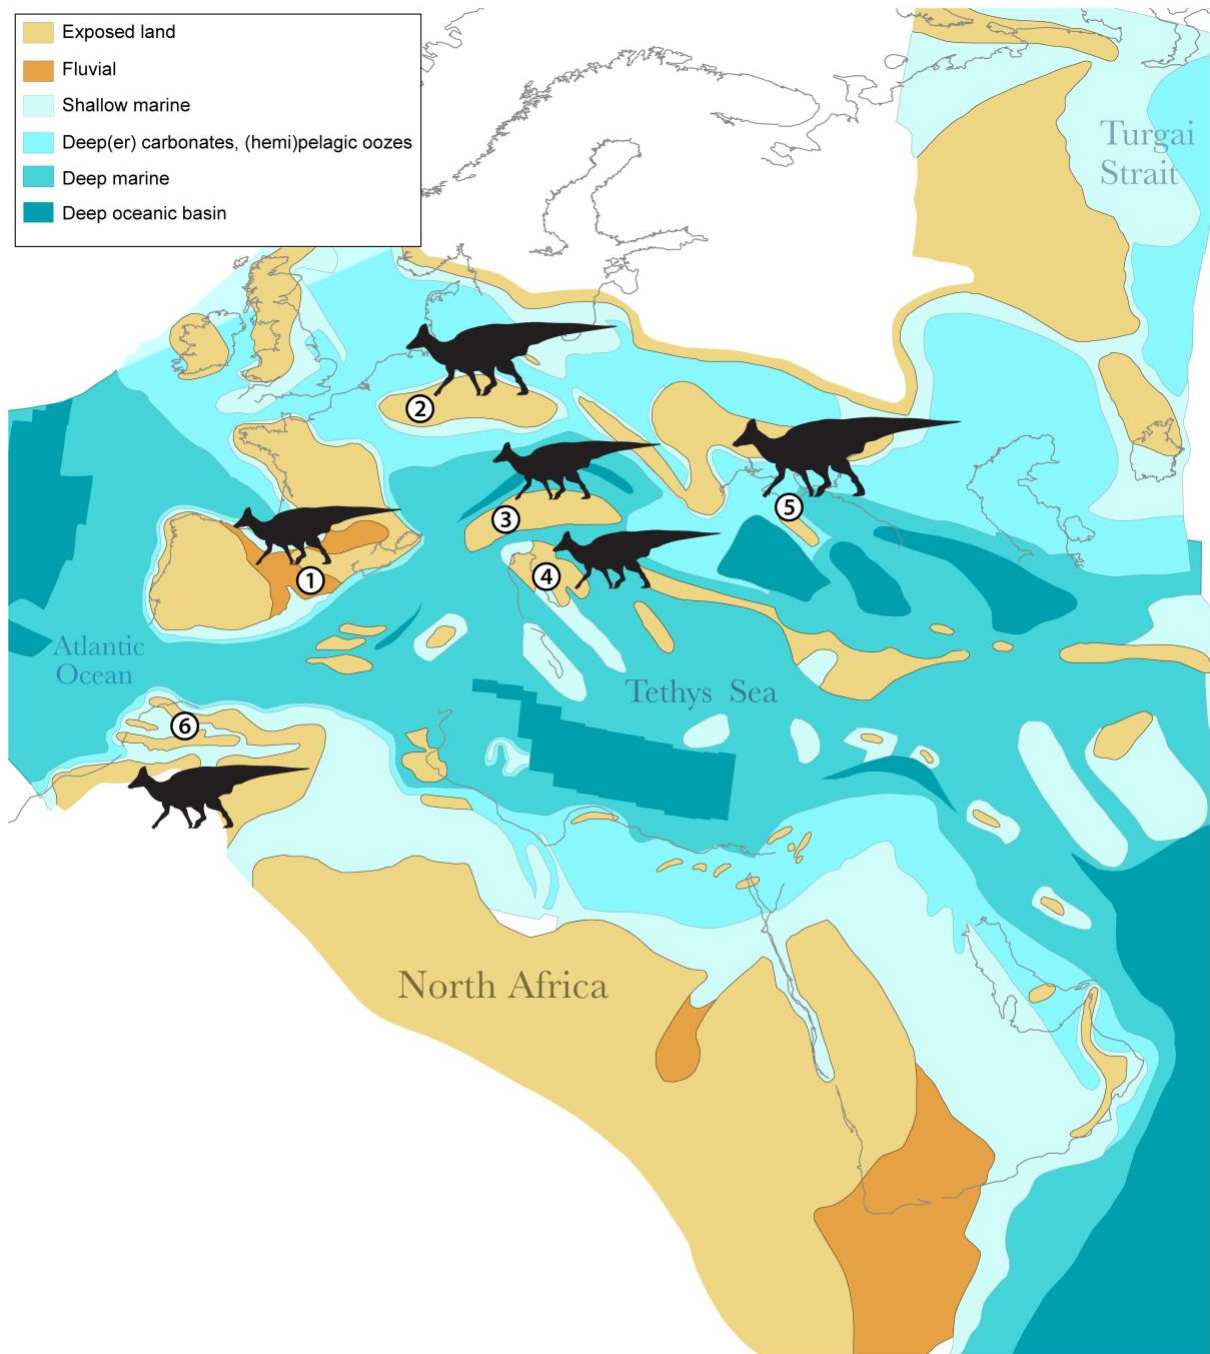 Exposed land
Fluvial
Shallow marine
Deep(er) carbonates, (hemi)pelagic oozes
Deep marine
Deep oceanic basin
Turgai
Strait
2
3
5
1
4
Atlantic
Ocean
Tethys Sea
6
North Africa